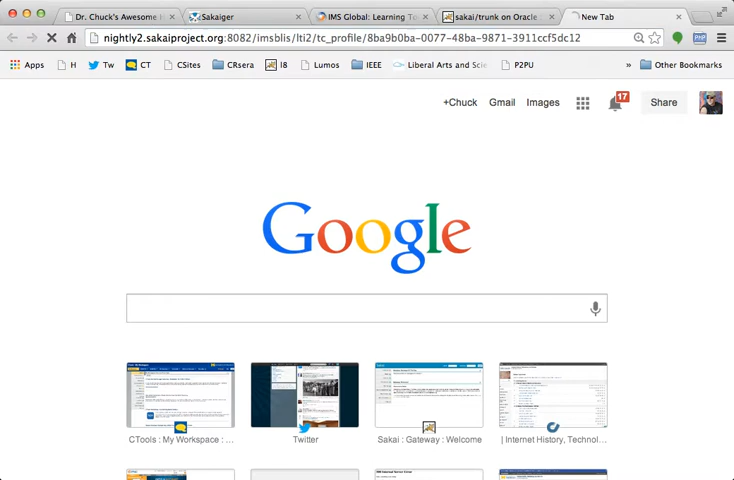 Dr. Chuck's Awesome H
Sakaiger
IMS Global: Learning To
sakai/trunk on Oracle
New Tab
nightly2.sakaiproject.org:8082/imsblis/lti2/tc_profile/8ba9b0ba-0077-48ba-9871-3911ccf5dc12
Apps H Tw CT CSites CRsera I8 Lumos IEEE Liberal Arts and Scie P2PU » Other Bookmarks
+Chuck Gmail Images 17 Share
Google
CTools : My Workspace : ...
Twitter
Sakai : Gateway : Welcome
| Internet History, Technol...